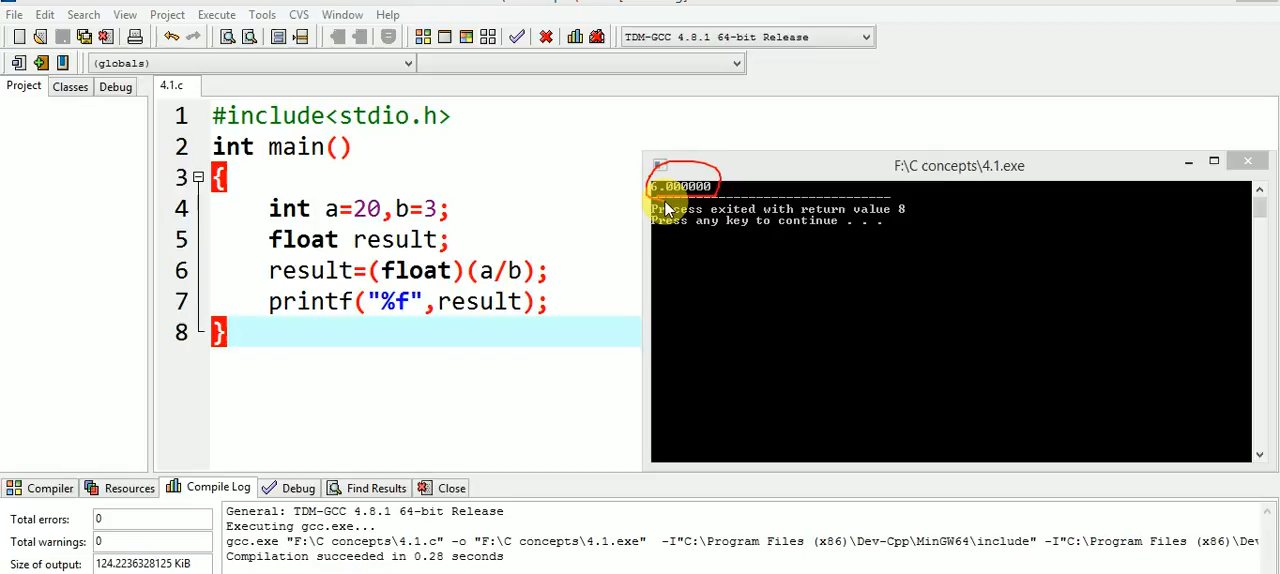 File Edit Search View Project Execute Tools CVS Window Help
TDM-GCC 4.8.1 64-bit Release
(globals)
Project Classes Debug 4.1.c
1 #include<stdio.h>
2 int main()
3 {
4 int a=20,b=3;
5 float result;
6 result=(float)(a/b);
7 printf("%f",result);
8 }
F:\C concepts\4.1.exe
6.000000
Process exited with return value 8
Press any key to continue . . .
Compiler Resources Compile Log Debug Find Results Close
Total errors: 0
Total warnings: 0
Size of output: 124.2236328125 KiB
General: TDM-GCC 4.8.1 64-bit Release
Executing gcc.exe...
gcc.exe "F:\C concepts\4.1.c" -o "F:\C concepts\4.1.exe" -I"C:\Program Files (x86)\Dev-Cpp\MinGW64\include" -I"C:\Program Files (x86)\Dev
Compilation succeeded in 0.28 seconds